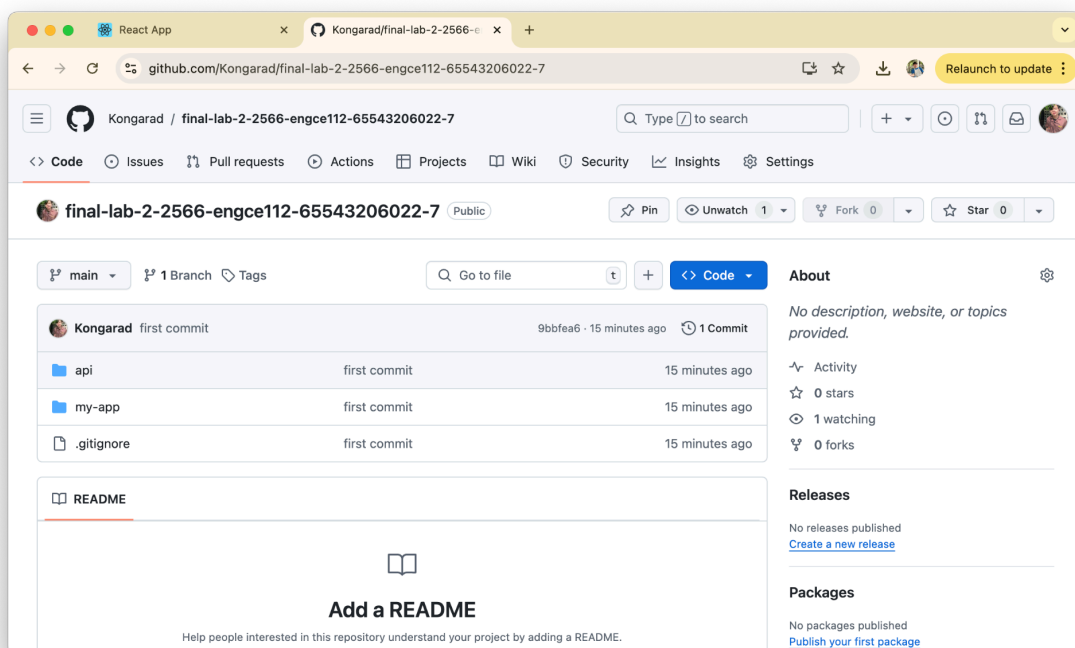 React App
Kongarad/final-lab-2-2566-e
github.com/Kongarad/final-lab-2-2566-engce112-65543206022-7
Relaunch to update
Kongarad / final-lab-2-2566-engce112-65543206022-7
Type / to search
Code Issues Pull requests Actions Projects Wiki Security Insights Settings
final-lab-2-2566-engce112-65543206022-7 Public
Pin Unwatch 1 Fork 0 Star 0
main 1 Branch Tags
Go to file t
Code
Kongarad first commit 9bbfea6 · 15 minutes ago 1 Commit
api first commit 15 minutes ago
my-app first commit 15 minutes ago
.gitignore first commit 15 minutes ago
README
Add a README
Help people interested in this repository understand your project by adding a README.
About
No description, website, or topics
provided.
Activity
0 stars
1 watching
0 forks
Releases
No releases published
Create a new release
Packages
No packages published
Publish your first package